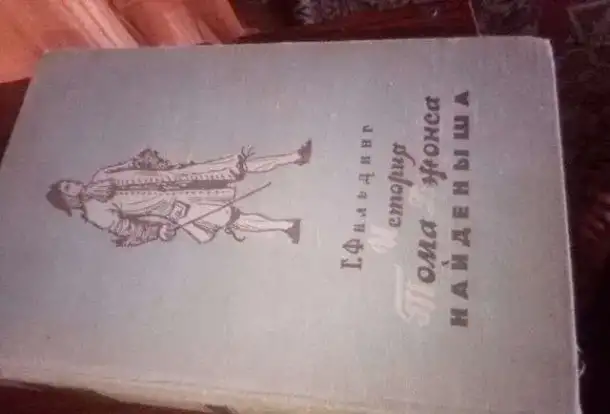 Г. Фильдинг
История
Тома Джонса
НАЙДЕНЫША